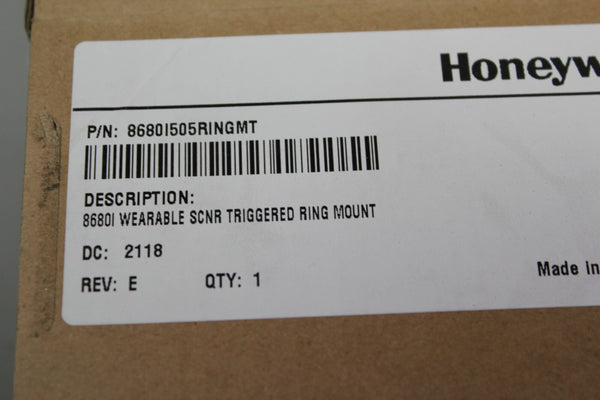 Honeyw
P/N: 8680I505RINGMT
DESCRIPTION:
8680I WEARABLE SCNR TRIGGERED RING MOUNT
DC: 2118
REV: E QTY: 1
Made in